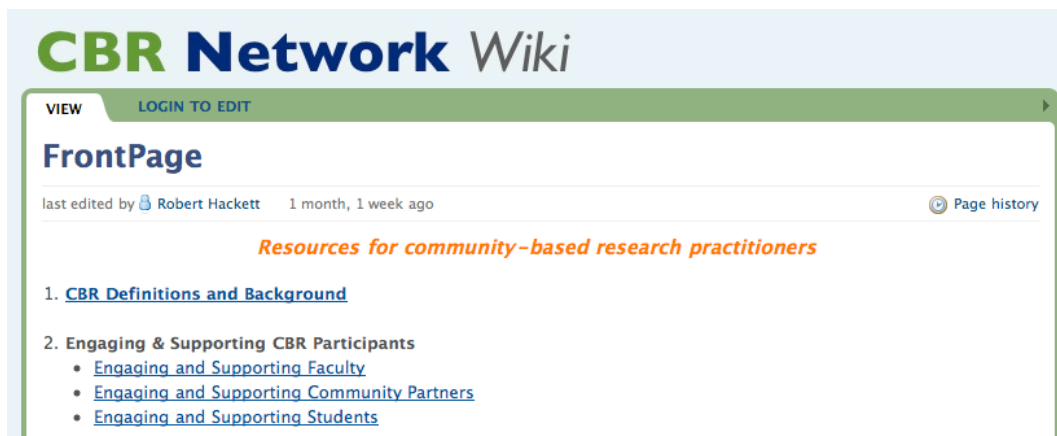 CBR Network Wiki
VIEW LOGIN TO EDIT
FrontPage
last edited by Robert Hackett 1 month, 1 week ago Page history
Resources for community-based research practitioners
1. CBR Definitions and Background
2. Engaging & Supporting CBR Participants
• Engaging and Supporting Faculty
• Engaging and Supporting Community Partners
• Engaging and Supporting Students